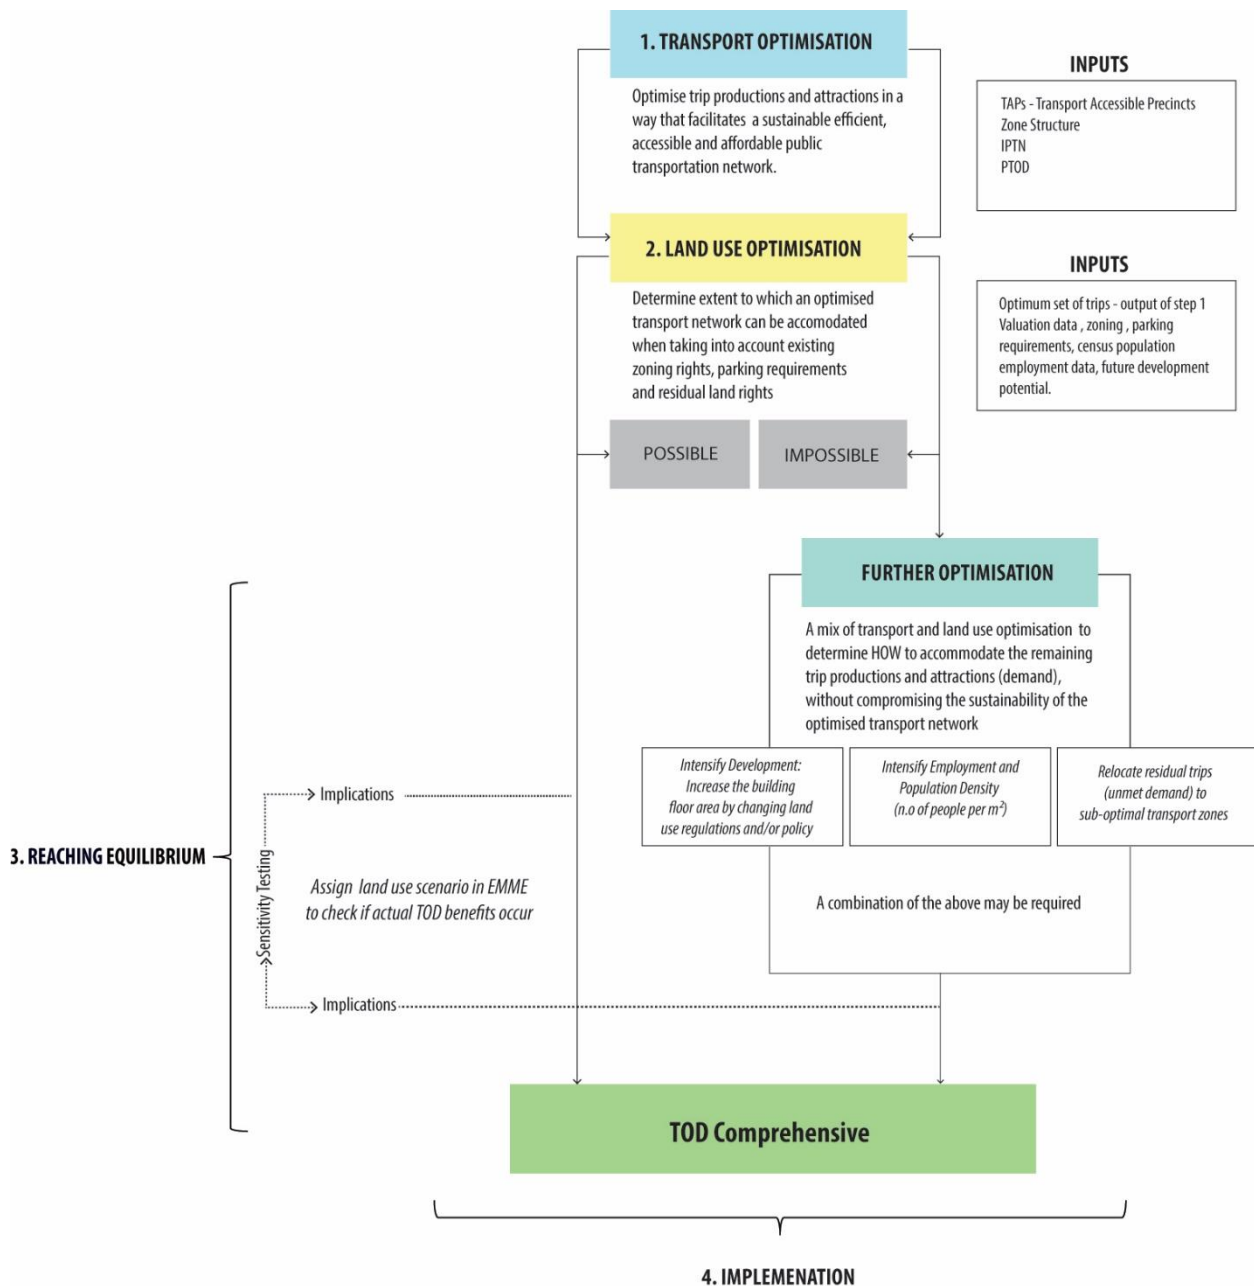 1. TRANSPORT OPTIMISATION
Optimise trip productions and attractions in a
way that facilitates a sustainable efficient,
accessible and affordable public
transportation network.
INPUTS
TAPs - Transport Accessible Precincts
Zone Structure
IPTN
PTOD
2. LAND USE OPTIMISATION
Determine extent to which an optimised
transport network can be accomodated
when taking into account existing
zoning rights, parking requirements
and residual land rights
INPUTS
Optimum set of trips - output of step 1
Valuation data , zoning , parking
requirements, census population
employment data, future development
potential.
POSSIBLE
IMPOSSIBLE
FURTHER OPTIMISATION
A mix of transport and land use optimisation to
determine HOW to accommodate the remaining
trip productions and attractions (demand),
without compromising the sustainability of the
optimised transport network
Intensify Development:
Increase the building
floor area by changing land
use regulations and/or policy
Intensify Employment and
Population Density
(n.o of people per m²)
Relocate residual trips
(unmet demand) to
sub-optimal transport zones
A combination of the above may be required
3. REACHING EQUILIBRIUM
Sensitivity Testing
Implications
Assign land use scenario in EMME
to check if actual TOD benefits occur
Implications
TOD Comprehensive
4. IMPLEMENATION